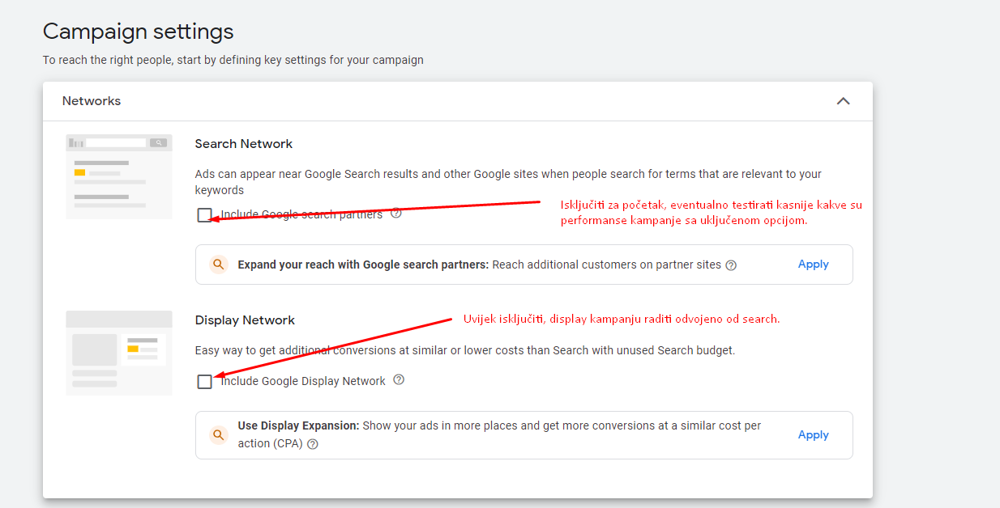 Campaign settings
To reach the right people, start by defining key settings for your campaign
Networks
Search Network
Ads can appear near Google Search results and other Google sites when people search for terms that are relevant to your
keywords
Include Google search partners
Isključiti za početak, eventualno testirati kasnije kakve su
performanse kampanje sa uključenom opcijom.
Expand your reach with Google search partners: Reach additional customers on partner sites
Apply
Display Network
Uvijek isključiti, display kampanju raditi odvojeno od search.
Easy way to get additional conversions at similar or lower costs than Search with unused Search budget.
Include Google Display Network
Use Display Expansion: Show your ads in more places and get more conversions at a similar cost per
action (CPA)
Apply